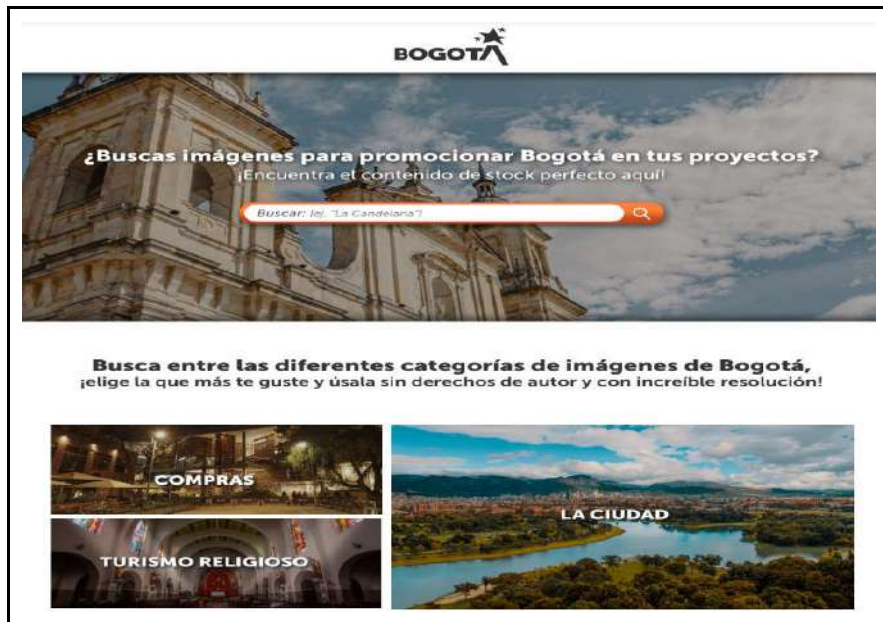 BOGOTÁ
¿Buscas imágenes para promocionar Bogotá en tus proyectos?
¡Encuentra el contenido de stock perfecto aquí!
Buscar: (ej. "La Candelaria")
Busca entre las diferentes categorías de imágenes de Bogotá,
¡elige la que más te guste y úsala sin derechos de autor y con increíble resolución!
COMPRAS
LA CIUDAD
TURISMO RELIGIOSO